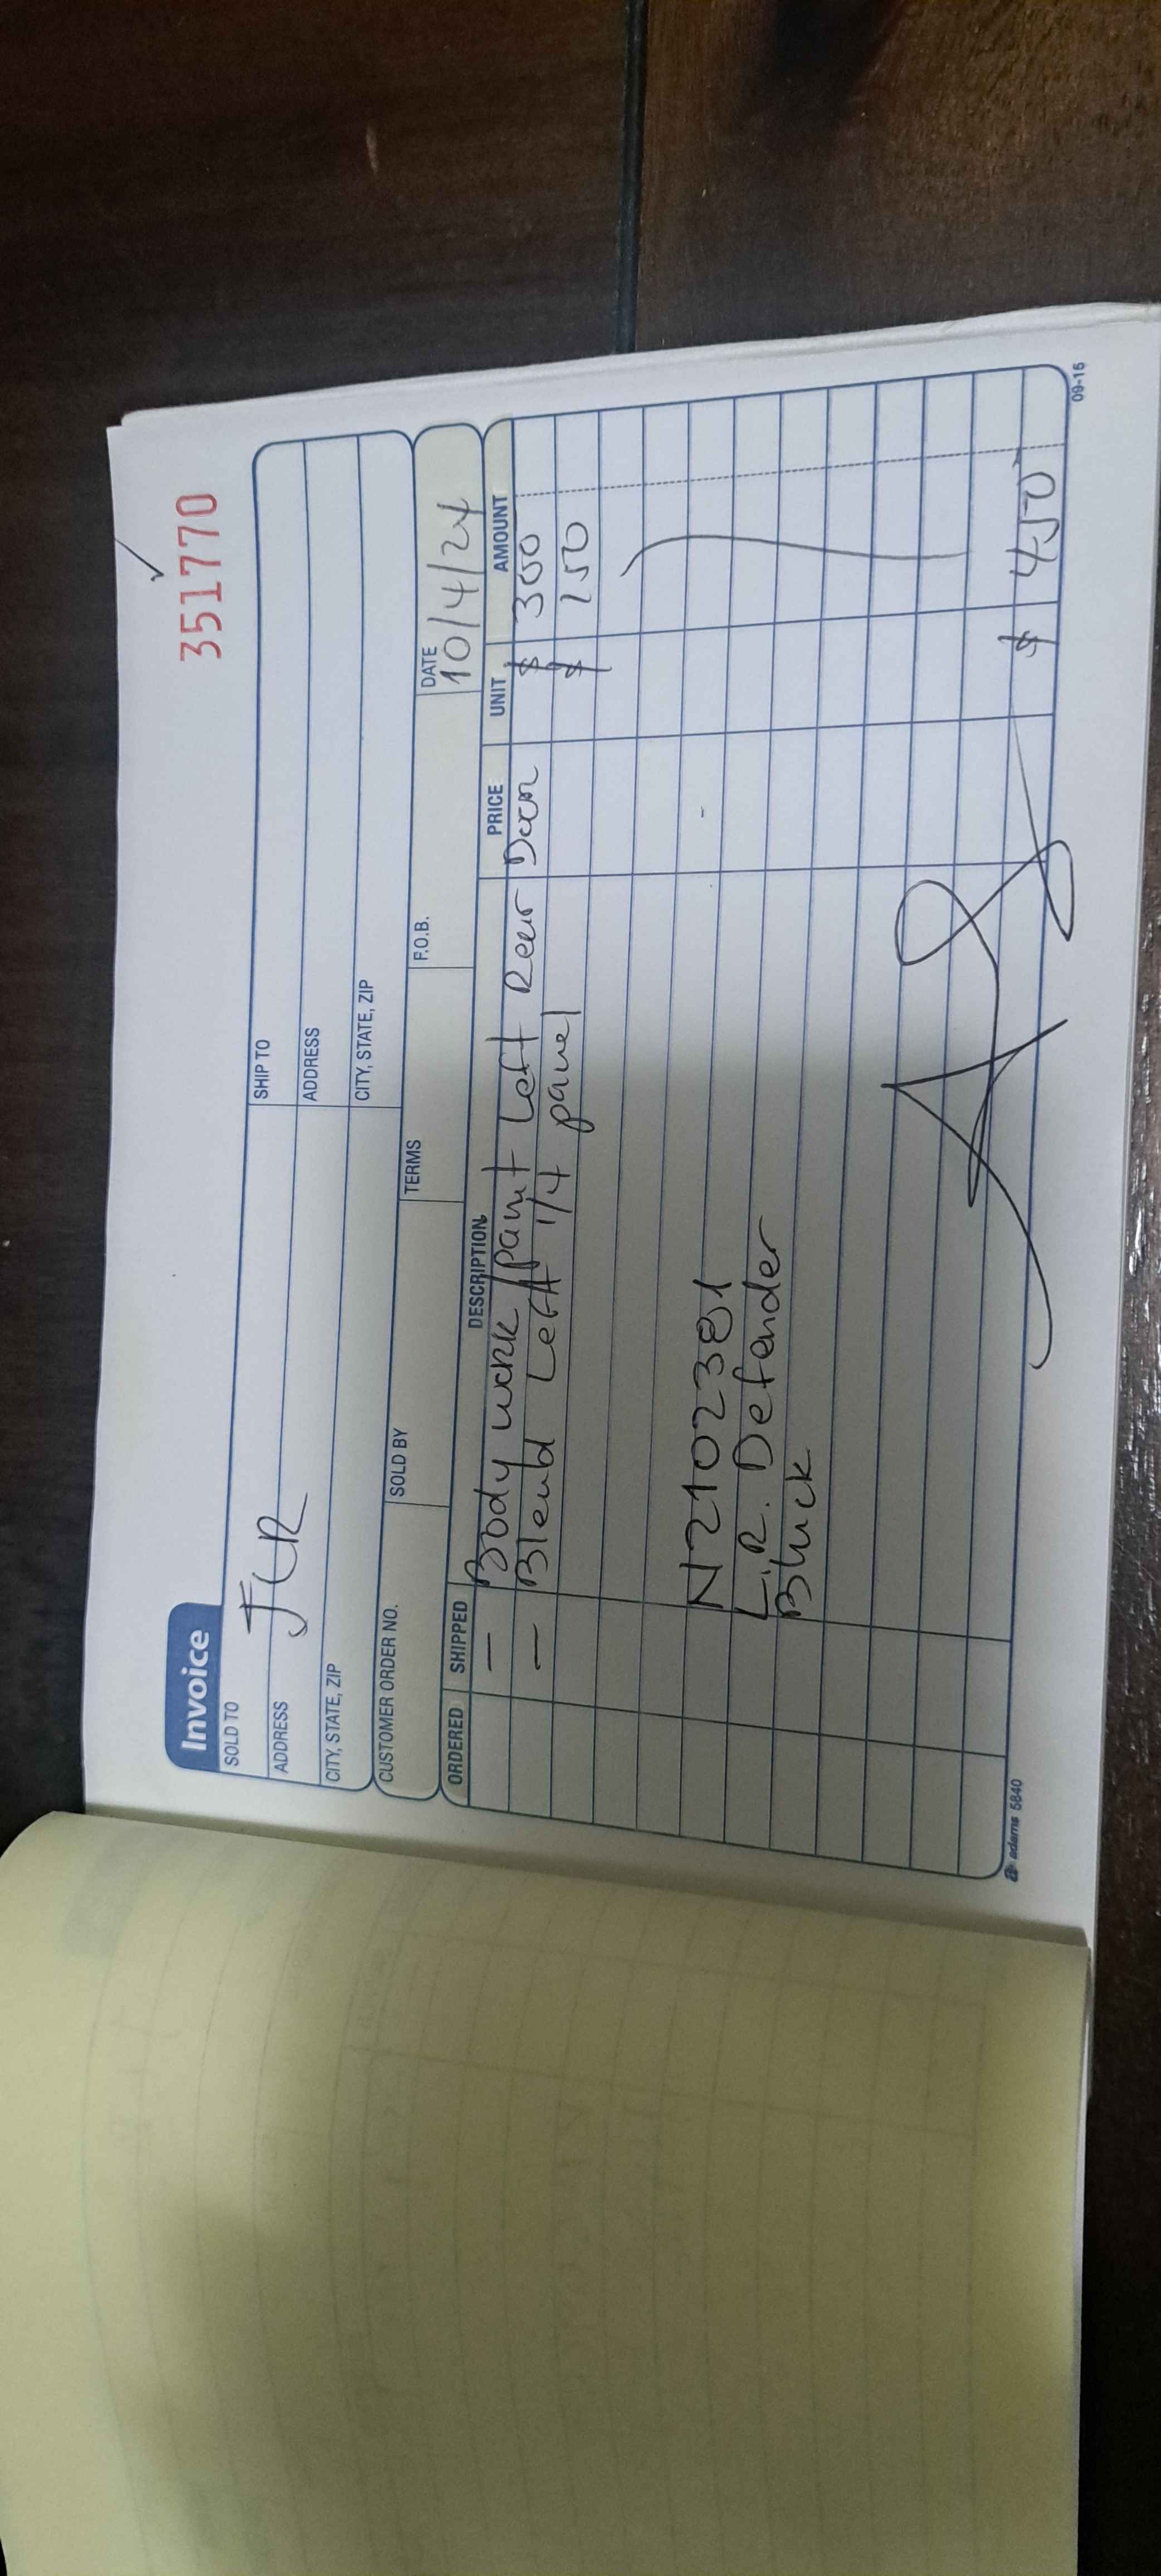 351770
Invoice
SOLD TO JCR
SHIP TO
ADDRESS
ADDRESS
CITY, STATE, ZIP
CITY, STATE, ZIP
CUSTOMER ORDER NO.
SOLD BY
TERMS
F.O.B.
DATE 10/4/24
ORDERED SHIPPED DESCRIPTION PRICE UNIT AMOUNT
— Body work / paint Left Rear Door $ 300
— Blend Left 1/4 panel $ 150
N2102381
L.R. Defender
Black
$ 450
adams 5840
09-15